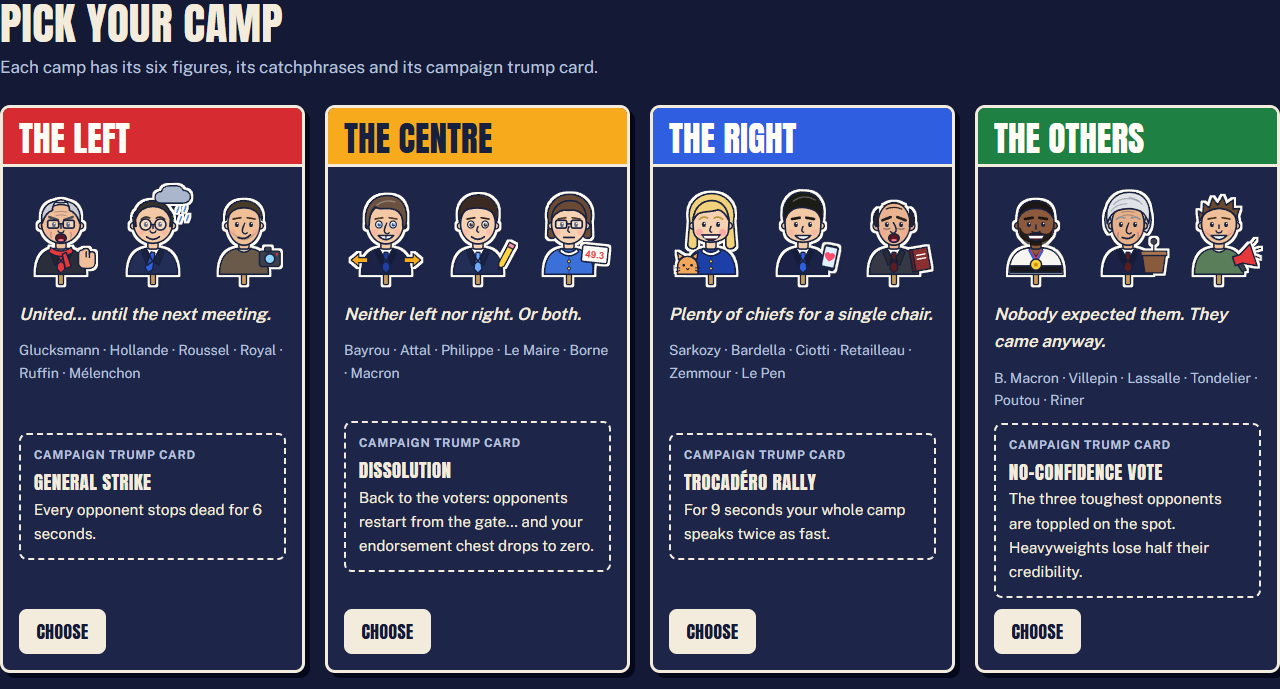 PICK YOUR CAMP
Each camp has its six figures, its catchphrases and its campaign trump card.
THE LEFT
United... until the next meeting.
Glucksmann · Hollande · Roussel · Royal ·
Ruffin · Mélenchon
CAMPAIGN TRUMP CARD
GENERAL STRIKE
Every opponent stops dead for 6
seconds.
CHOOSE
THE CENTRE
49.3
Neither left nor right. Or both.
Bayrou · Attal · Philippe · Le Maire · Borne
· Macron
CAMPAIGN TRUMP CARD
DISSOLUTION
Back to the voters: opponents
restart from the gate... and your
endorsement chest drops to zero.
CHOOSE
THE RIGHT
Plenty of chiefs for a single chair.
Sarkozy · Bardella · Ciotti · Retailleau ·
Zemmour · Le Pen
CAMPAIGN TRUMP CARD
TROCADÉRO RALLY
For 9 seconds your whole camp
speaks twice as fast.
CHOOSE
THE OTHERS
Nobody expected them. They
came anyway.
B. Macron · Villepin · Lassalle · Tondelier ·
Poutou · Riner
CAMPAIGN TRUMP CARD
NO-CONFIDENCE VOTE
The three toughest opponents
are toppled on the spot.
Heavyweights lose half their
credibility.
CHOOSE